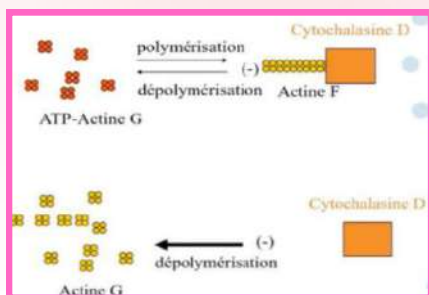 Cytochalasine D
polymérisation
(-)
dépolymérisation
Actine F
ATP-Actine G
Cytochalasine D
(-)
dépolymérisation
Actine G